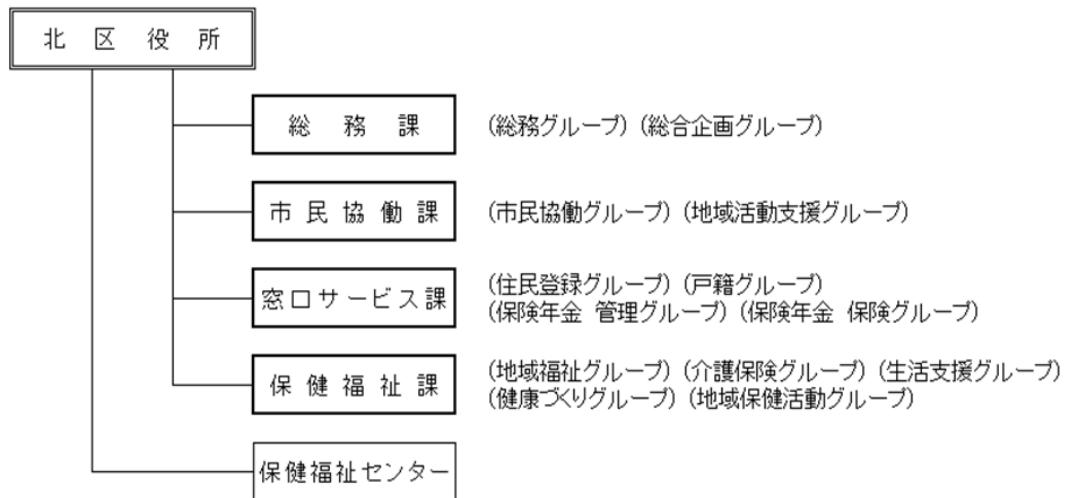 北区役所
総務課 (総務グループ) (総合企画グループ)
市民協働課 (市民協働グループ) (地域活動支援グループ)
窓口サービス課 (住民登録グループ) (戸籍グループ)
(保険年金 管理グループ) (保険年金 保険グループ)
保健福祉課 (地域福祉グループ) (介護保険グループ) (生活支援グループ)
(健康づくりグループ) (地域保健活動グループ)
保健福祉センター